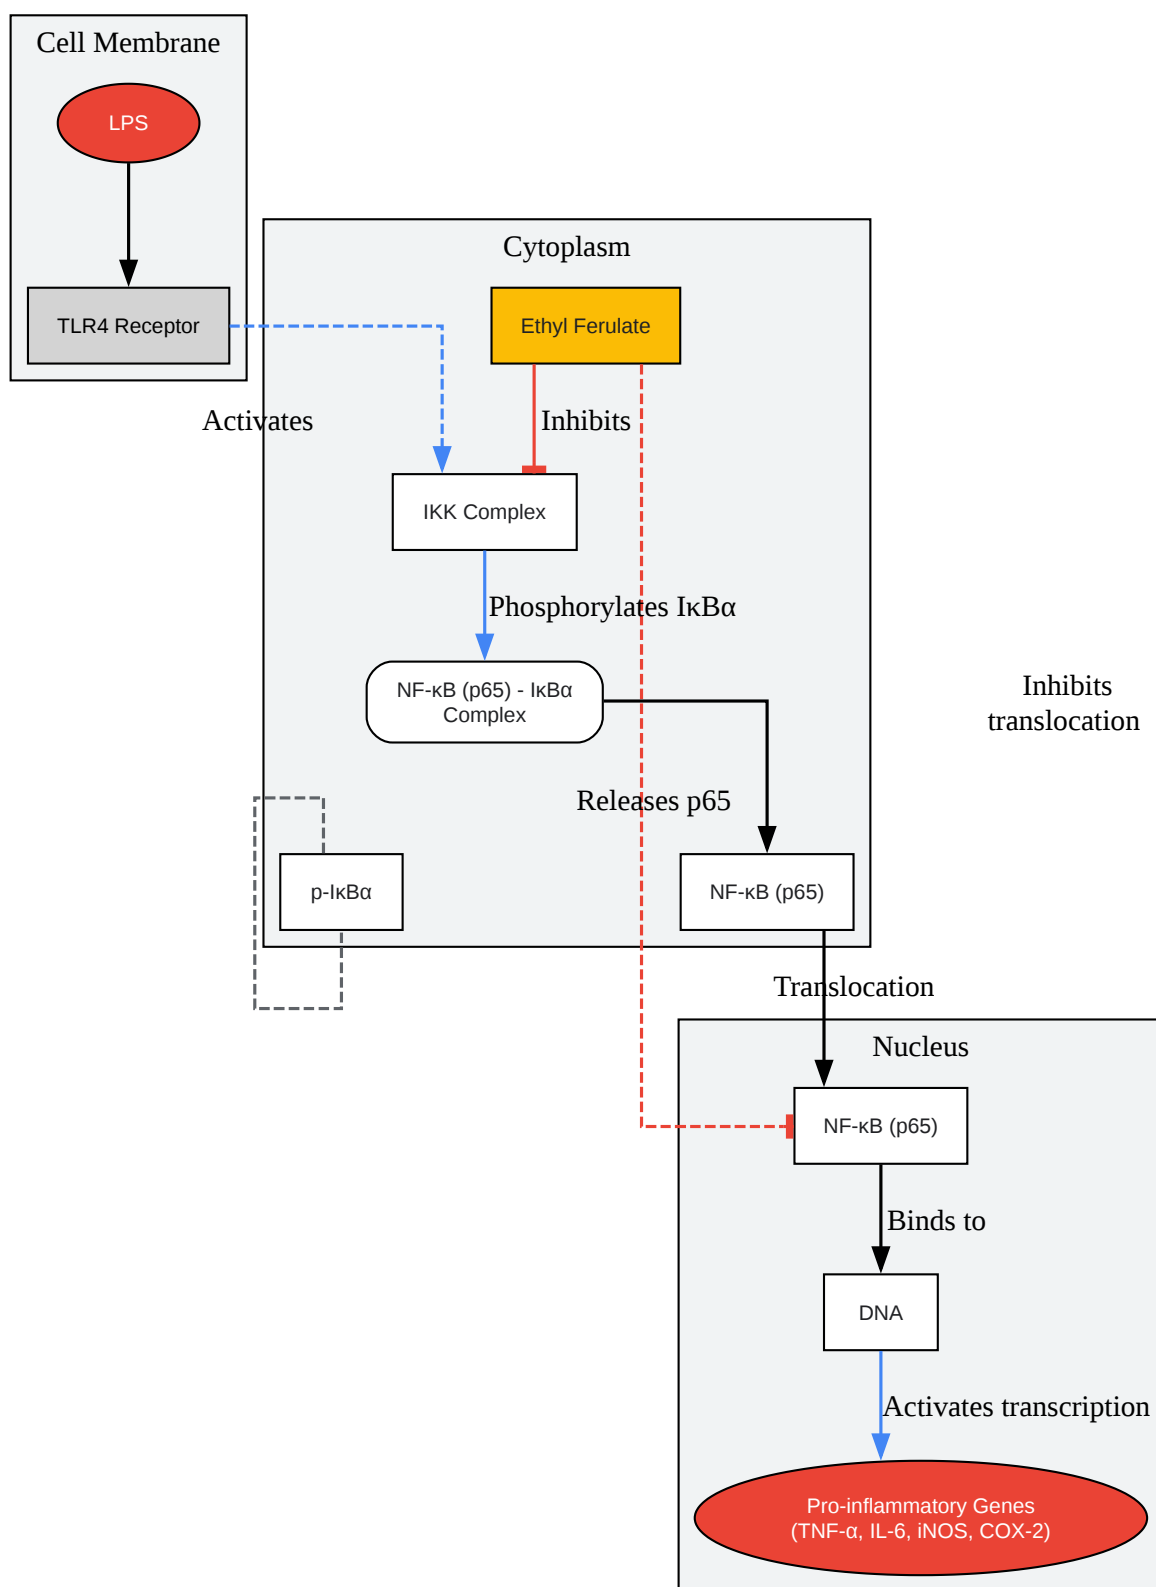 Cell Membrane
LPS
TLR4 Receptor
Cytoplasm
Ethyl Ferulate
Activates
Inhibits
IKK Complex
Phosphorylates IκBα
NF-κB (p65) - IκBα
Complex
Inhibits
translocation
Releases p65
p-IκBα
NF-κB (p65)
Translocation
Nucleus
NF-κB (p65)
Binds to
DNA
Activates transcription
Pro-inflammatory Genes
(TNF-α, IL-6, iNOS, COX-2)